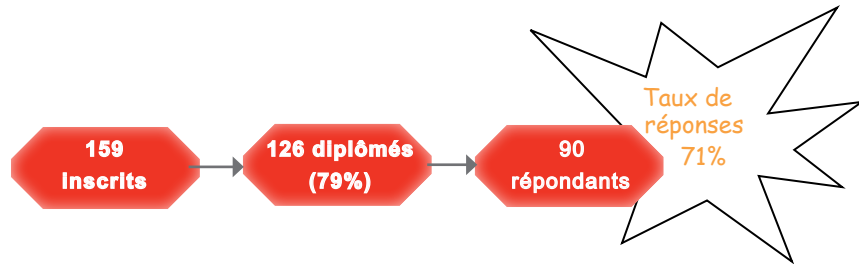 159
inscrits
126 diplômés
(79%)
90
répondants
Taux de
réponses
71%